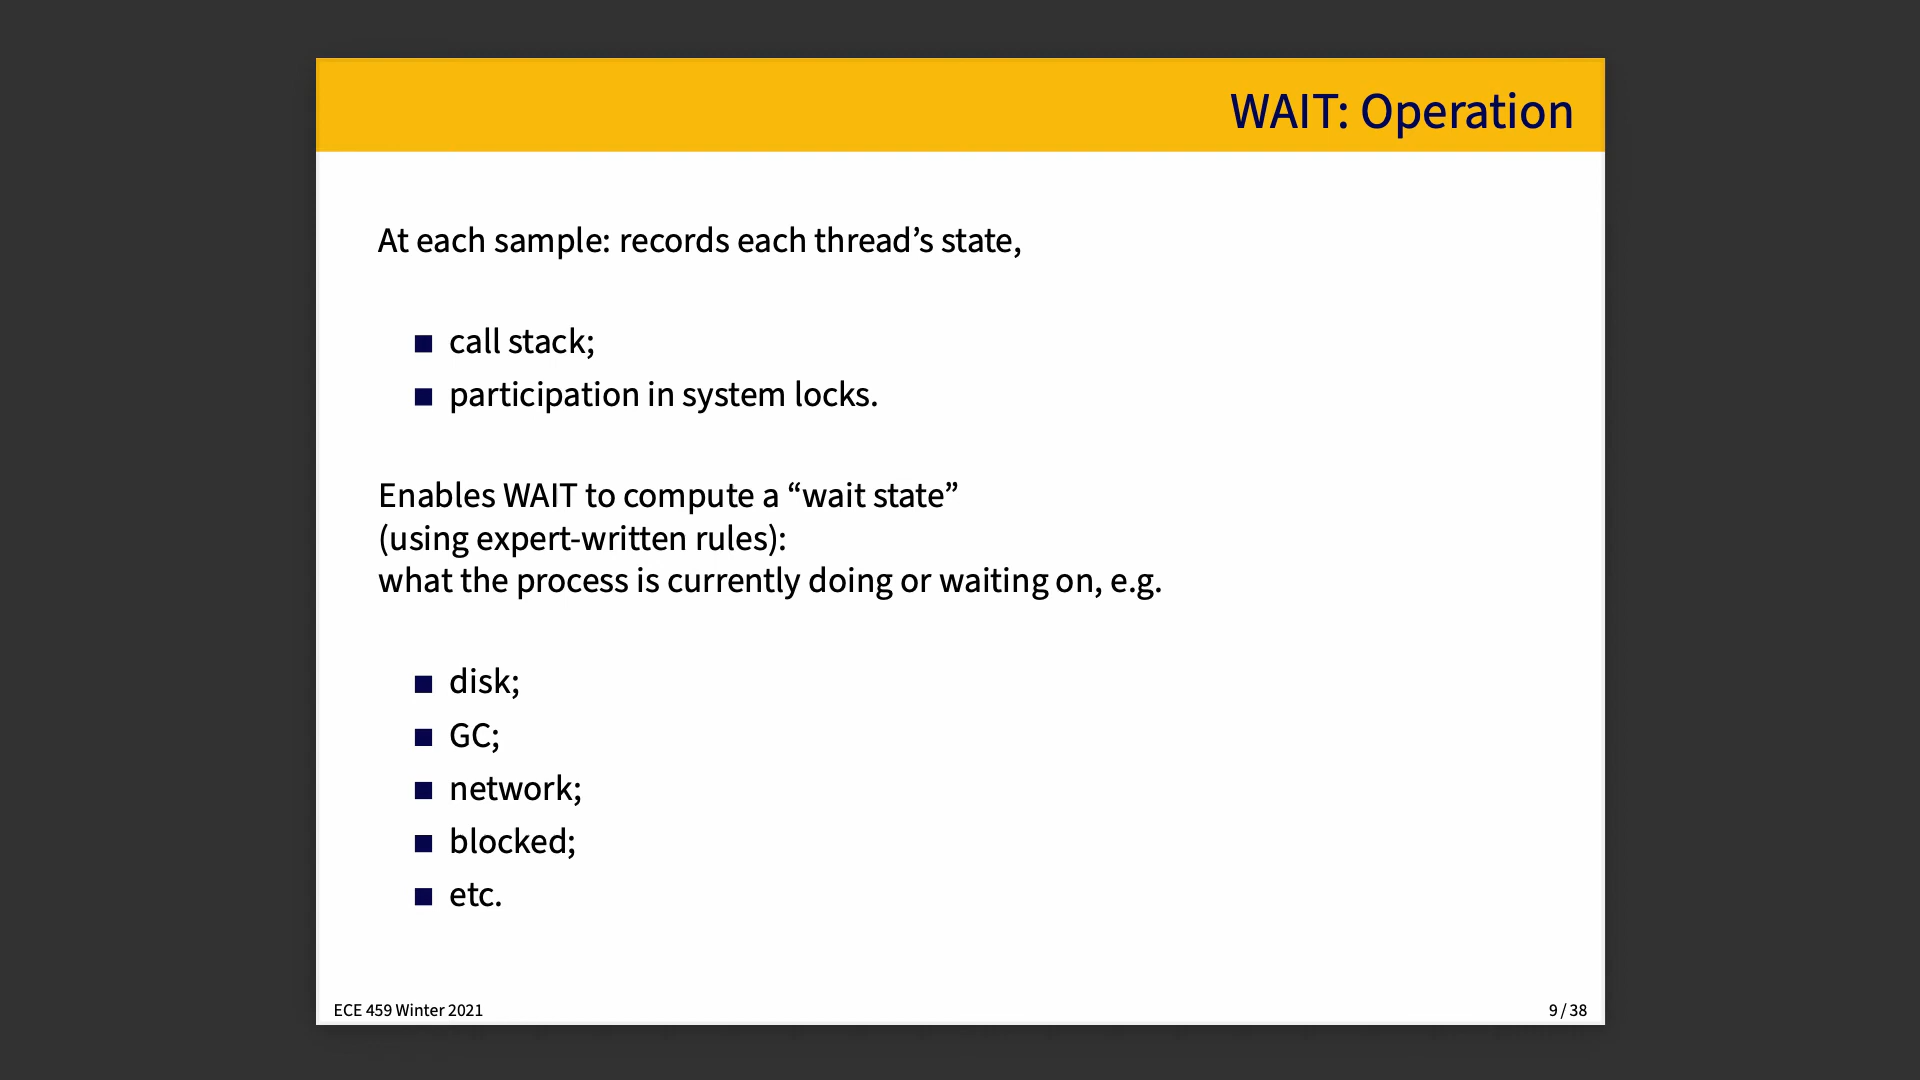 WAIT: Operation
At each sample: records each thread’s state,
■ call stack;
■ participation in system locks.
Enables WAIT to compute a “wait state”
(using expert-written rules):
what the process is currently doing or waiting on, e.g.
■ disk;
■ GC;
■ network;
■ blocked;
■ etc.
ECE 459 Winter 2021
9 / 38